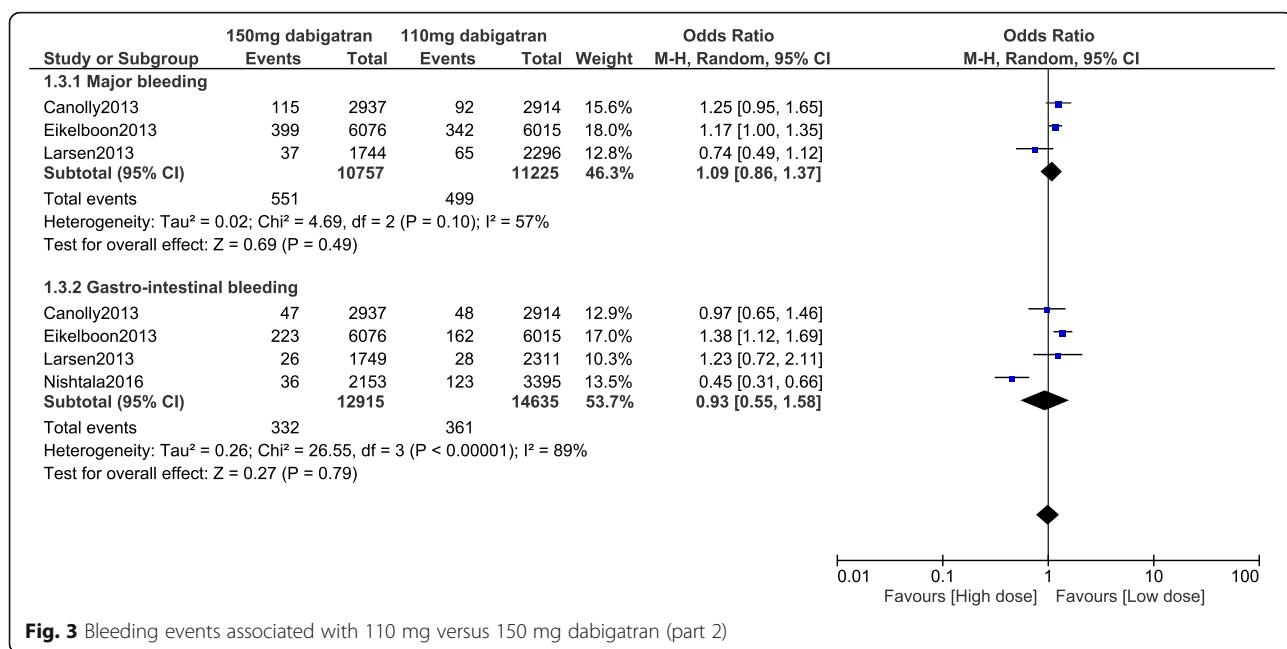 150mg dabigatran 110mg dabigatran Odds Ratio Odds Ratio
Study or Subgroup Events Total Events Total Weight M-H, Random, 95% CI M-H, Random, 95% CI
1.3.1 Major bleeding
Canolly2013 115 2937 92 2914 15.6% 1.25 [0.95, 1.65]
Eikelboon2013 399 6076 342 6015 18.0% 1.17 [1.00, 1.35]
Larsen2013 37 1744 65 2296 12.8% 0.74 [0.49, 1.12]
Subtotal (95% CI) 10757 11225 46.3% 1.09 [0.86, 1.37]
Total events 551 499
Heterogeneity: Tau² = 0.02; Chi² = 4.69, df = 2 (P = 0.10); I² = 57%
Test for overall effect: Z = 0.69 (P = 0.49)
1.3.2 Gastro-intestinal bleeding
Canolly2013 47 2937 48 2914 12.9% 0.97 [0.65, 1.46]
Eikelboon2013 223 6076 162 6015 17.0% 1.38 [1.12, 1.69]
Larsen2013 26 1749 28 2311 10.3% 1.23 [0.72, 2.11]
Nishtala2016 36 2153 123 3395 13.5% 0.45 [0.31, 0.66]
Subtotal (95% CI) 12915 14635 53.7% 0.93 [0.55, 1.58]
Total events 332 361
Heterogeneity: Tau² = 0.26; Chi² = 26.55, df = 3 (P < 0.00001); I² = 89%
Test for overall effect: Z = 0.27 (P = 0.79)
0.01 0.1 1 10 100
Favours [High dose] Favours [Low dose]
Fig. 3 Bleeding events associated with 110 mg versus 150 mg dabigatran (part 2)